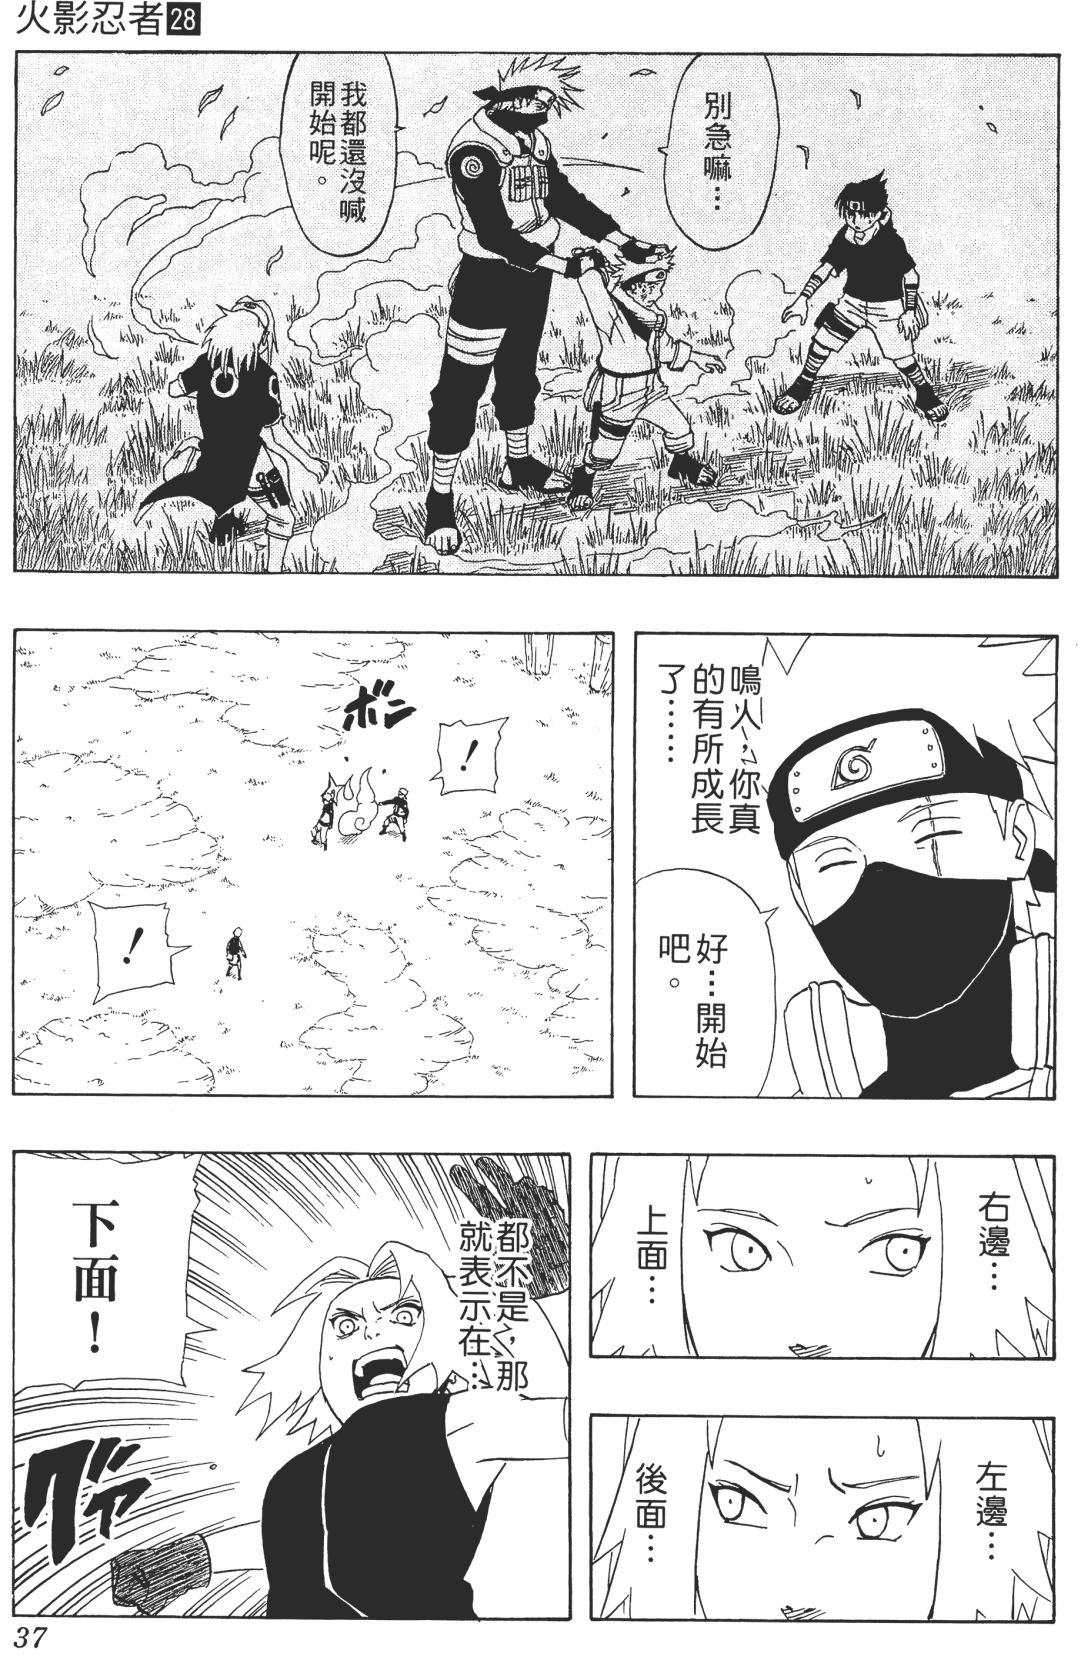 火影忍者28
別急嘛…
我都還沒喊
開始呢。
鳴人，你真
的有所成長
了……
好…開始
吧。
ボン
！
！
右邊…
上面…
左邊…
後面…
都不是，那
就表示在…
下面！
グァ
37